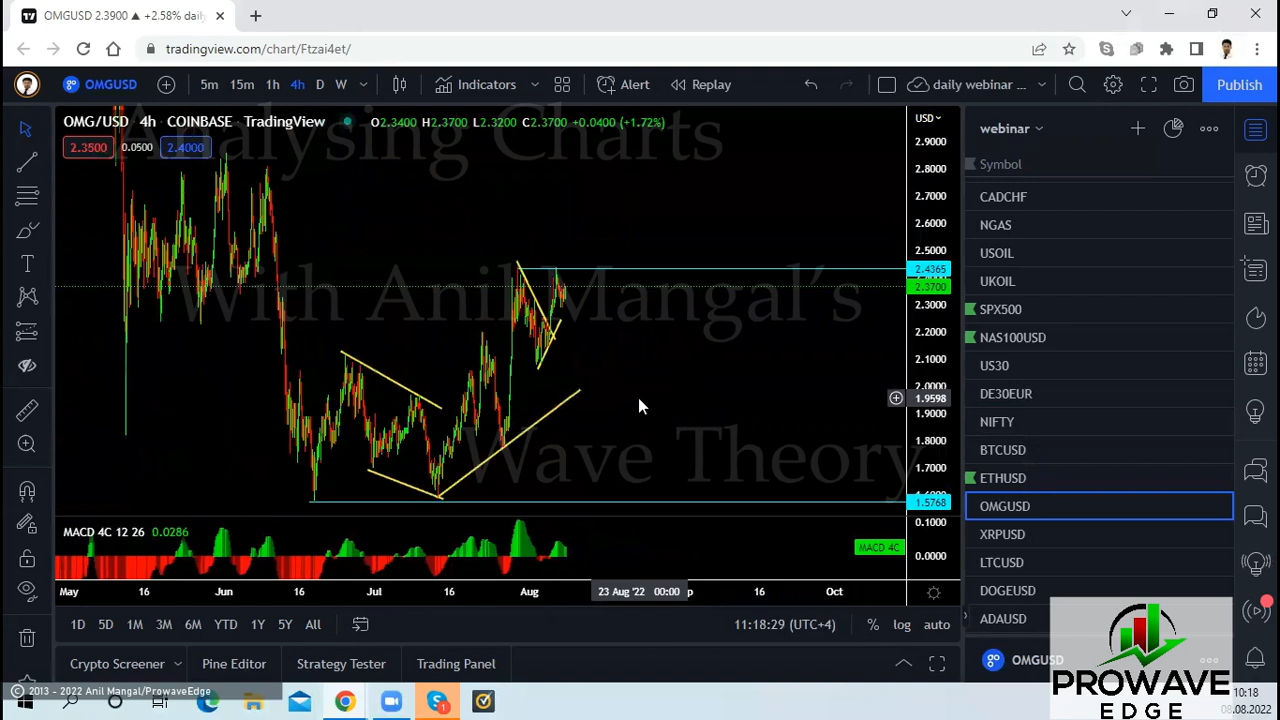 OMGUSD 2.3900 ▲ +2.58% daily
tradingview.com/chart/Ftzai4et/
OMGUSD 5m 15m 1h 4h D W Indicators Alert Replay daily webinar ... Publish
OMG/USD 4h COINBASE TradingView O2.3400 H2.3700 L2.3200 C2.3700 +0.0400 (+1.72%) USD
2.3500 0.0500 2.4000
Analysing Charts
With Anil Mangal's
Wave Theory
2.9000
2.8000
2.7000
2.6000
2.5000
2.4365
2.3700
2.3000
2.2000
2.1000
2.0000
1.9598
1.9000
1.8000
1.7000
1.5768
MACD 4C 12 26 0.0286
0.1000
MACD 4C
0.0000
May 16 Jun 16 Jul 16 Aug 23 Aug '22 00:00 16 Oct
1D 5D 1M 3M 6M YTD 1Y 5Y All 11:18:29 (UTC+4) % log auto
Crypto Screener Pine Editor Strategy Tester Trading Panel
webinar
Symbol
CADCHF
NGAS
USOIL
UKOIL
SPX500
NAS100USD
US30
DE30EUR
NIFTY
BTCUSD
ETHUSD
OMGUSD
XRPUSD
LTCUSD
DOGEUSD
ADAUSD
OMGUSD
PROWAVE
EDGE
© 2013 - 2022 Anil Mangal/ProwaveEdge
1
10:18
08.08.2022